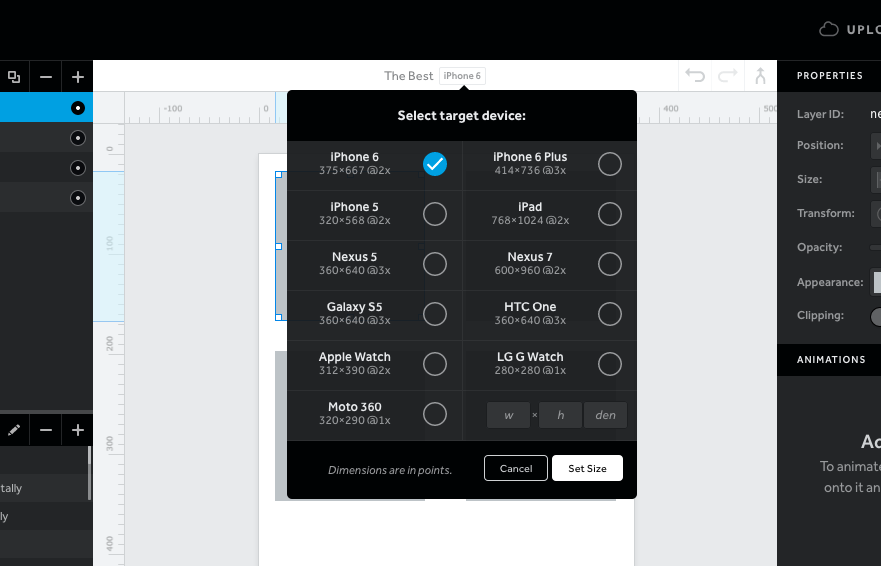 UPLO
The Best iPhone 6
PROPERTIES
-100 0 400 500
Select target device:
Layer ID: ne
Position:
Size:
Transform:
Opacity:
Appearance:
Clipping:
ANIMATIONS
Ad
To animate
onto it an
iPhone 6
375×667 @2x
iPhone 6 Plus
414×736 @3x
iPhone 5
320×568 @2x
iPad
768×1024 @2x
Nexus 5
360×640 @3x
Nexus 7
600×960 @2x
Galaxy S5
360×640 @3x
HTC One
360×640 @3x
Apple Watch
312×390 @2x
LG G Watch
280×280 @1x
Moto 360
320×290 @1x
w × h den
Dimensions are in points.
Cancel
Set Size
0
100
200
300
400
tally
ly